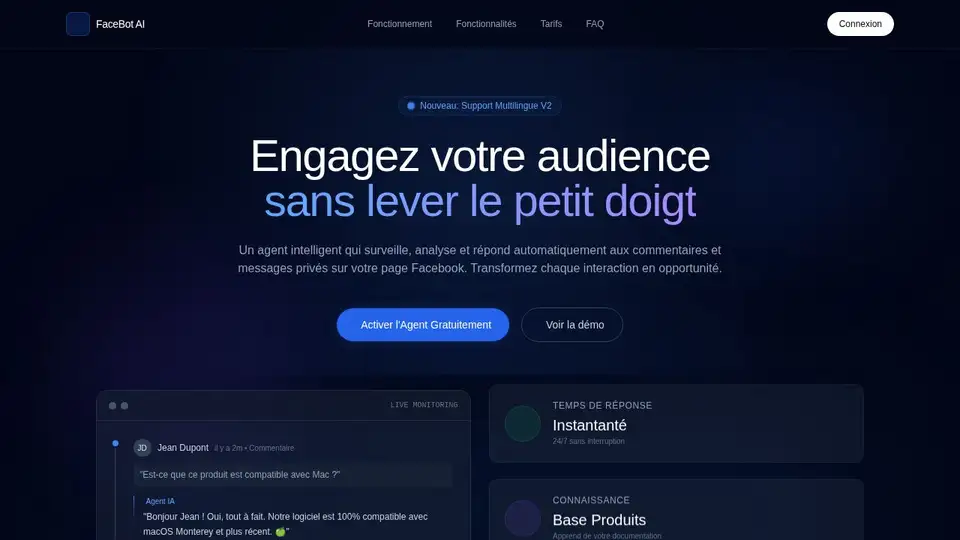 FaceBot AI
Fonctionnement
Fonctionnalités
Tarifs
FAQ
Connexion
Nouveau: Support Multilingue V2
Engagez votre audience
sans lever le petit doigt
Un agent intelligent qui surveille, analyse et répond automatiquement aux commentaires et
messages privés sur votre page Facebook. Transformez chaque interaction en opportunité.
Activer l'Agent Gratuitement
Voir la démo
LIVE MONITORING
JD
Jean Dupont
il y a 2m • Commentaire
"Est-ce que ce produit est compatible avec Mac ?"
Agent IA
"Bonjour Jean ! Oui, tout à fait. Notre logiciel est 100% compatible avec
macOS Monterey et plus récent. 🍏"
TEMPS DE RÉPONSE
Instantané
24/7 sans interruption
CONNAISSANCE
Base Produits
Apprend de votre documentation